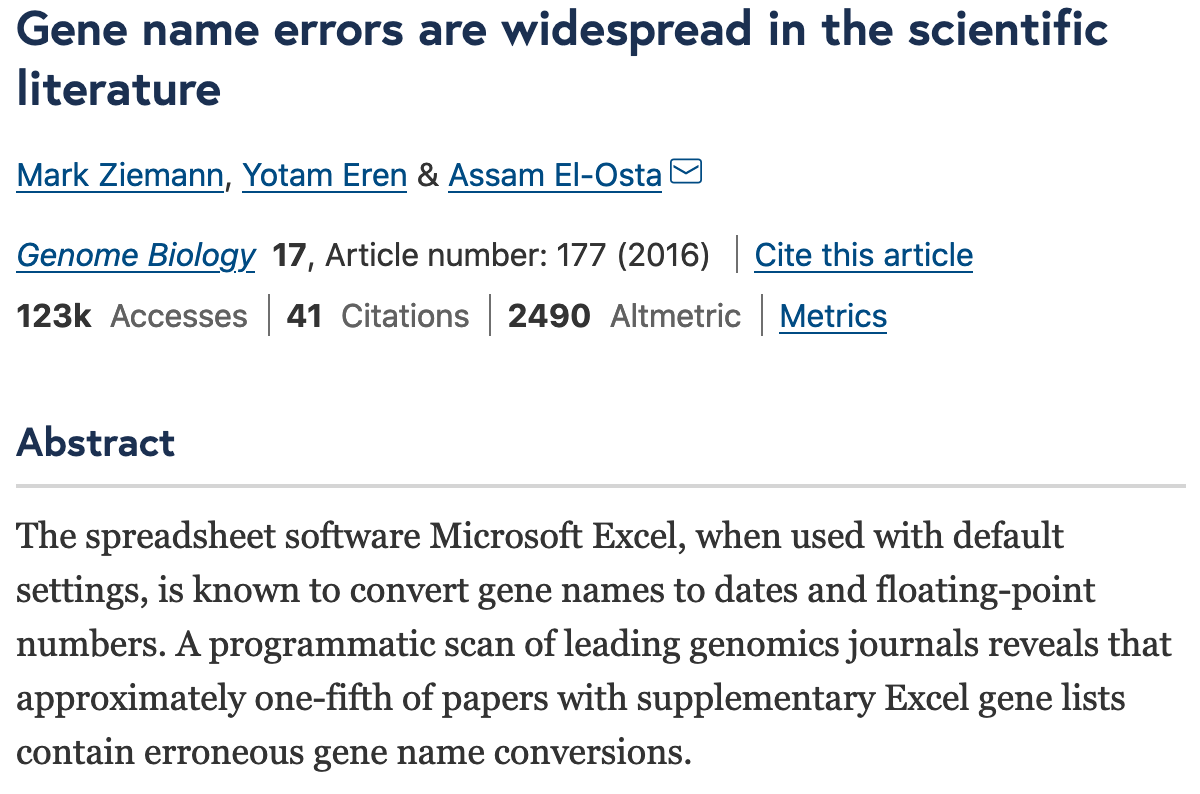 Gene name errors are widespread in the scientific
literature
Mark Ziemann, Yotam Eren & Assam El-Osta
Genome Biology 17, Article number: 177 (2016) | Cite this article
123k Accesses | 41 Citations | 2490 Altmetric | Metrics
Abstract
The spreadsheet software Microsoft Excel, when used with default
settings, is known to convert gene names to dates and floating-point
numbers. A programmatic scan of leading genomics journals reveals that
approximately one-fifth of papers with supplementary Excel gene lists
contain erroneous gene name conversions.